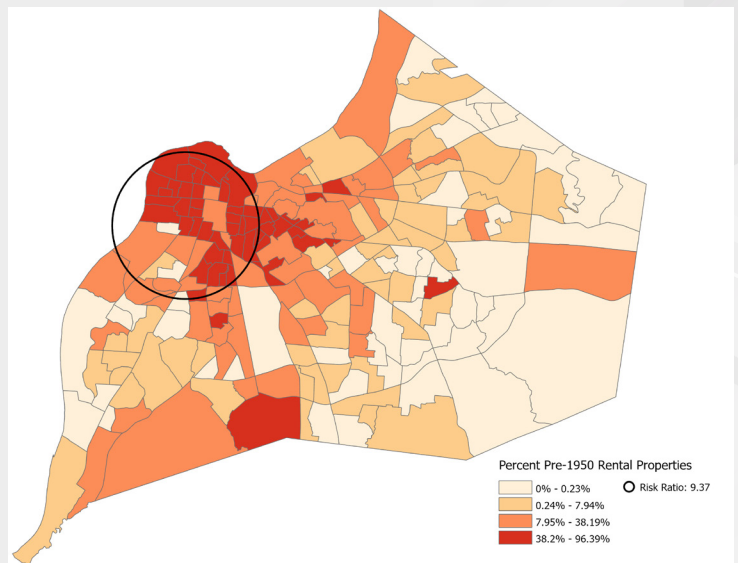 Percent Pre-1950 Rental Properties
0% - 0.23%
Risk Ratio: 9.37
0.24% - 7.94%
7.95% - 38.19%
38.2% - 96.39%